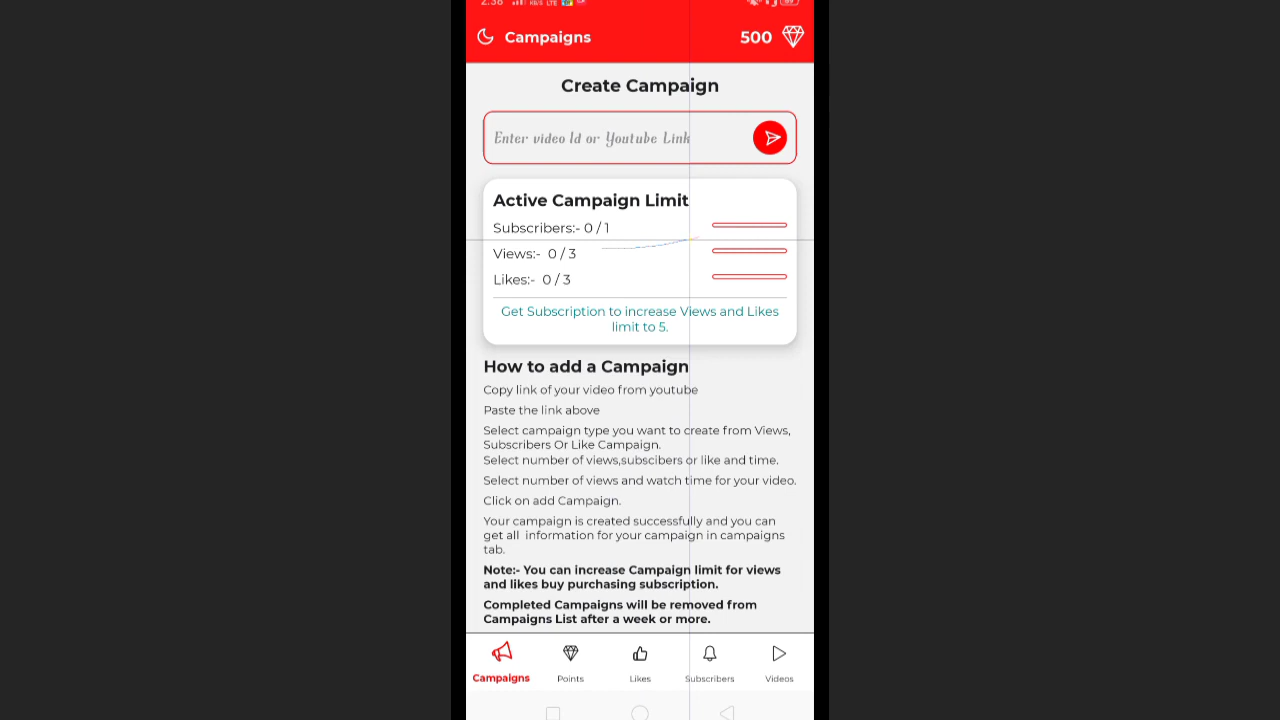 2:38 KB/S LTE
Campaigns 500
Create Campaign
Enter video Id or Youtube Link
Active Campaign Limit
Subscribers:- 0 / 1
Views:- 0 / 3
Likes:- 0 / 3
Get Subscription to increase Views and Likes
limit to 5.
How to add a Campaign
Copy link of your video from youtube
Paste the link above
Select campaign type you want to create from Views,
Subscribers Or Like Campaign.
Select number of views,subscibers or like and time.
Select number of views and watch time for your video.
Click on add Campaign.
Your campaign is created successfully and you can
get all information for your campaign in campaigns
tab.
Note:- You can increase Campaign limit for views
and likes buy purchasing subscription.
Completed Campaigns will be removed from
Campaigns List after a week or more.
Campaigns Points Likes Subscribers Videos